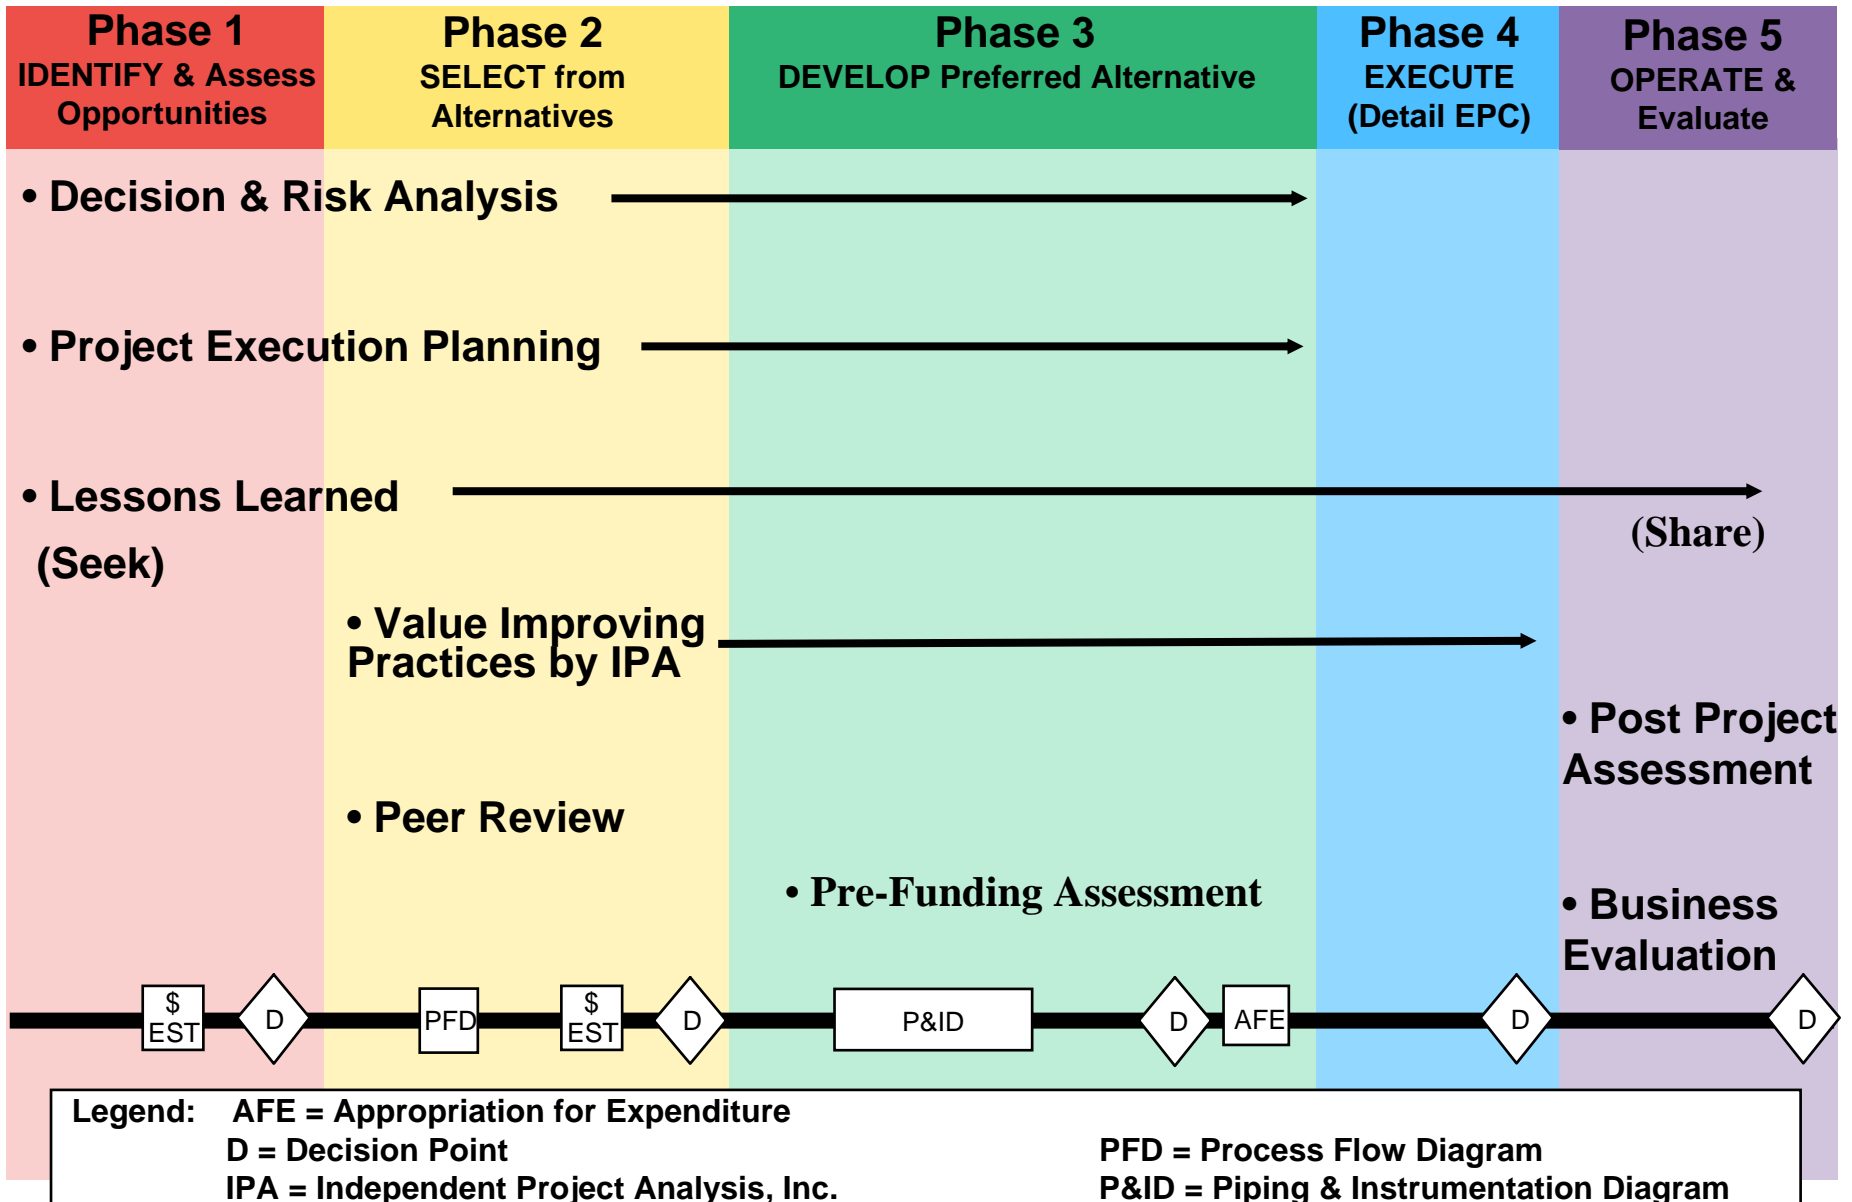 Phase 1
IDENTIFY & Assess
Opportunities
Phase 2
SELECT from
Alternatives
Phase 3
DEVELOP Preferred Alternative
Phase 4
EXECUTE
(Detail EPC)
Phase 5
OPERATE &
Evaluate
• Decision & Risk Analysis
• Project Execution Planning
• Lessons Learned
(Seek)
(Share)
• Value Improving
Practices by IPA
• Post Project
Assessment
• Peer Review
• Pre-Funding Assessment
• Business
Evaluation
$
EST
D
PFD
$
EST
D
P&ID
D
AFE
D
D
Legend: AFE = Appropriation for Expenditure
D = Decision Point
PFD = Process Flow Diagram
IPA = Independent Project Analysis, Inc.
P&ID = Piping & Instrumentation Diagram